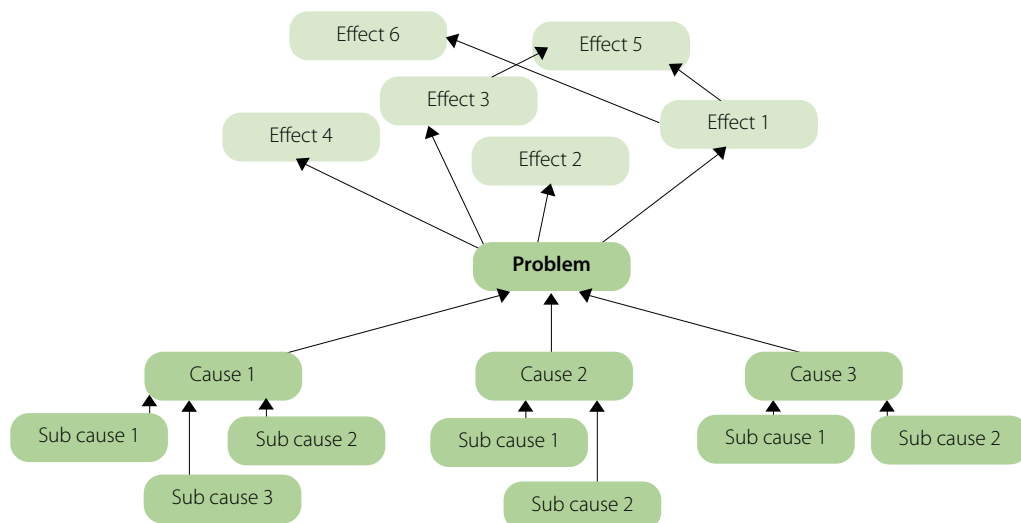 Effect 6
Effect 5
Effect 3
Effect 1
Effect 4
Effect 2
Problem
Cause 1
Cause 2
Cause 3
Sub cause 1
Sub cause 2
Sub cause 1
Sub cause 1
Sub cause 2
Sub cause 3
Sub cause 2